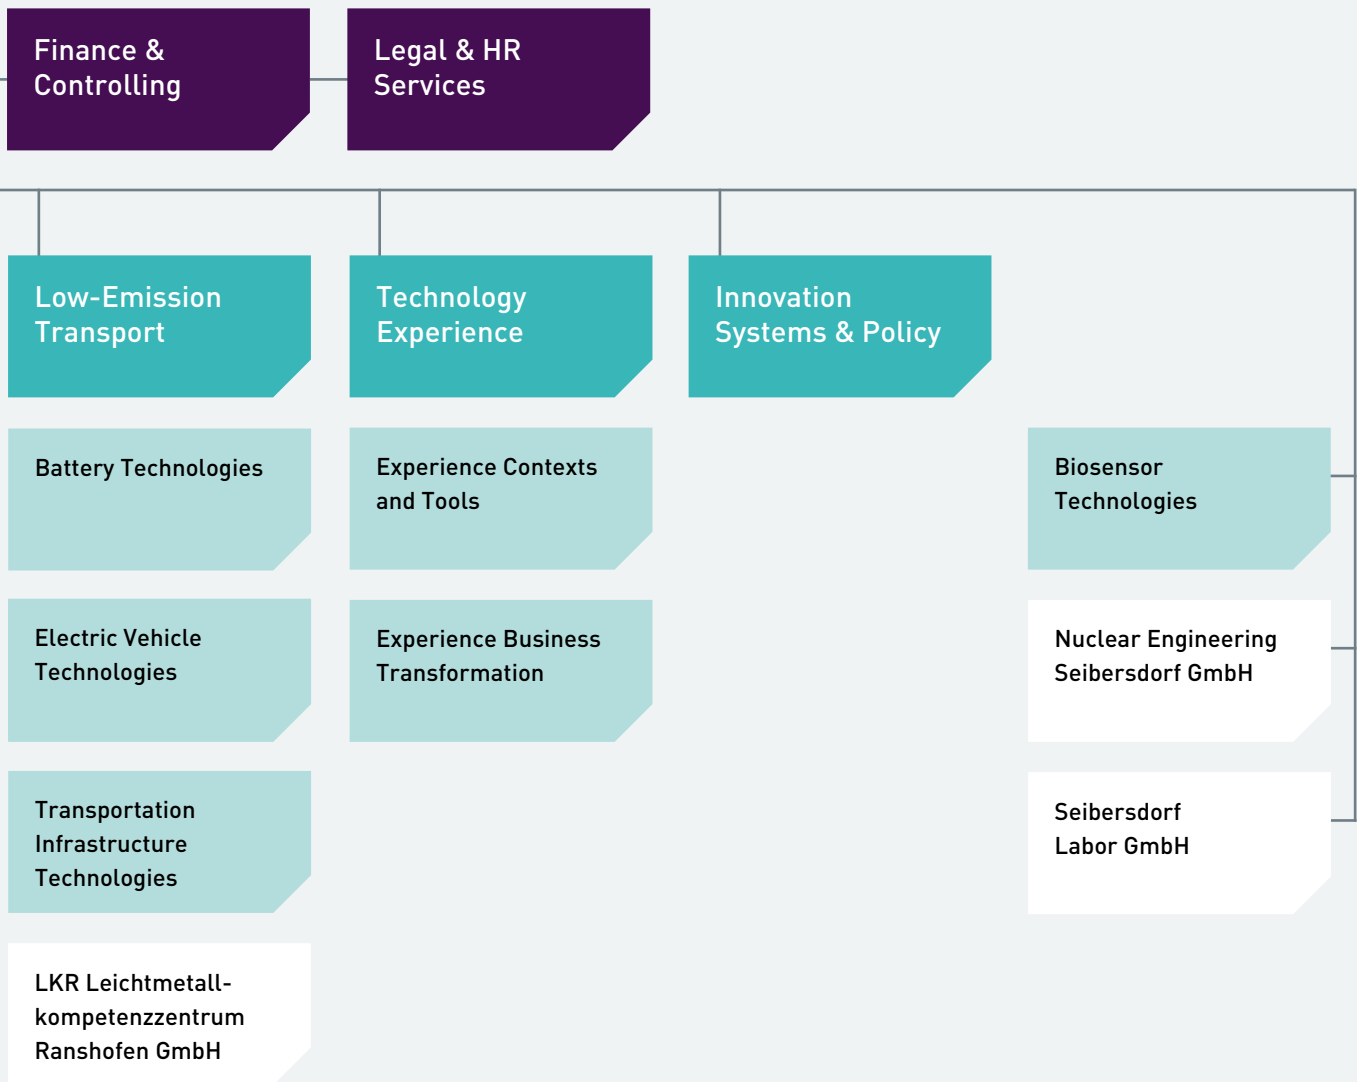 Finance &
Controlling
Legal & HR
Services
Low-Emission
Transport
Technology
Experience
Innovation
Systems & Policy
Battery Technologies
Experience Contexts
and Tools
Biosensor
Technologies
Electric Vehicle
Technologies
Experience Business
Transformation
Nuclear Engineering
Seibersdorf GmbH
Transportation
Infrastructure
Technologies
Seibersdorf
Labor GmbH
LKR Leichtmetall-
kompetenzzentrum
Ranshofen GmbH